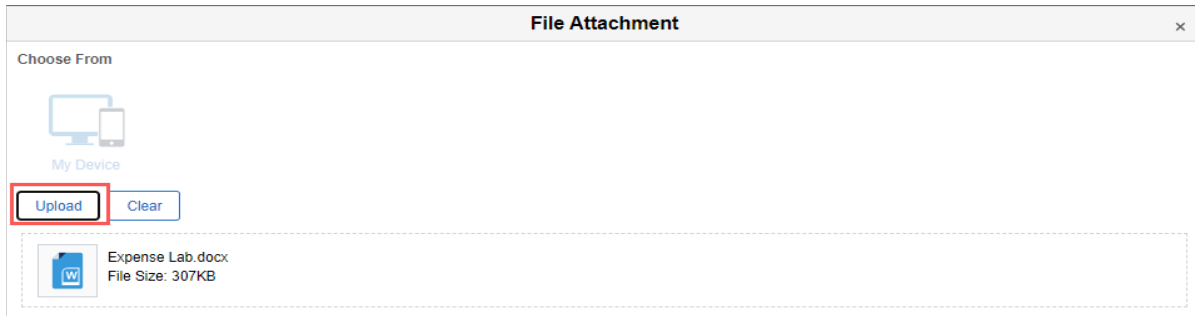 File Attachment
×
Choose From
My Device
Upload Clear
W
Expense Lab.docx
File Size: 307KB